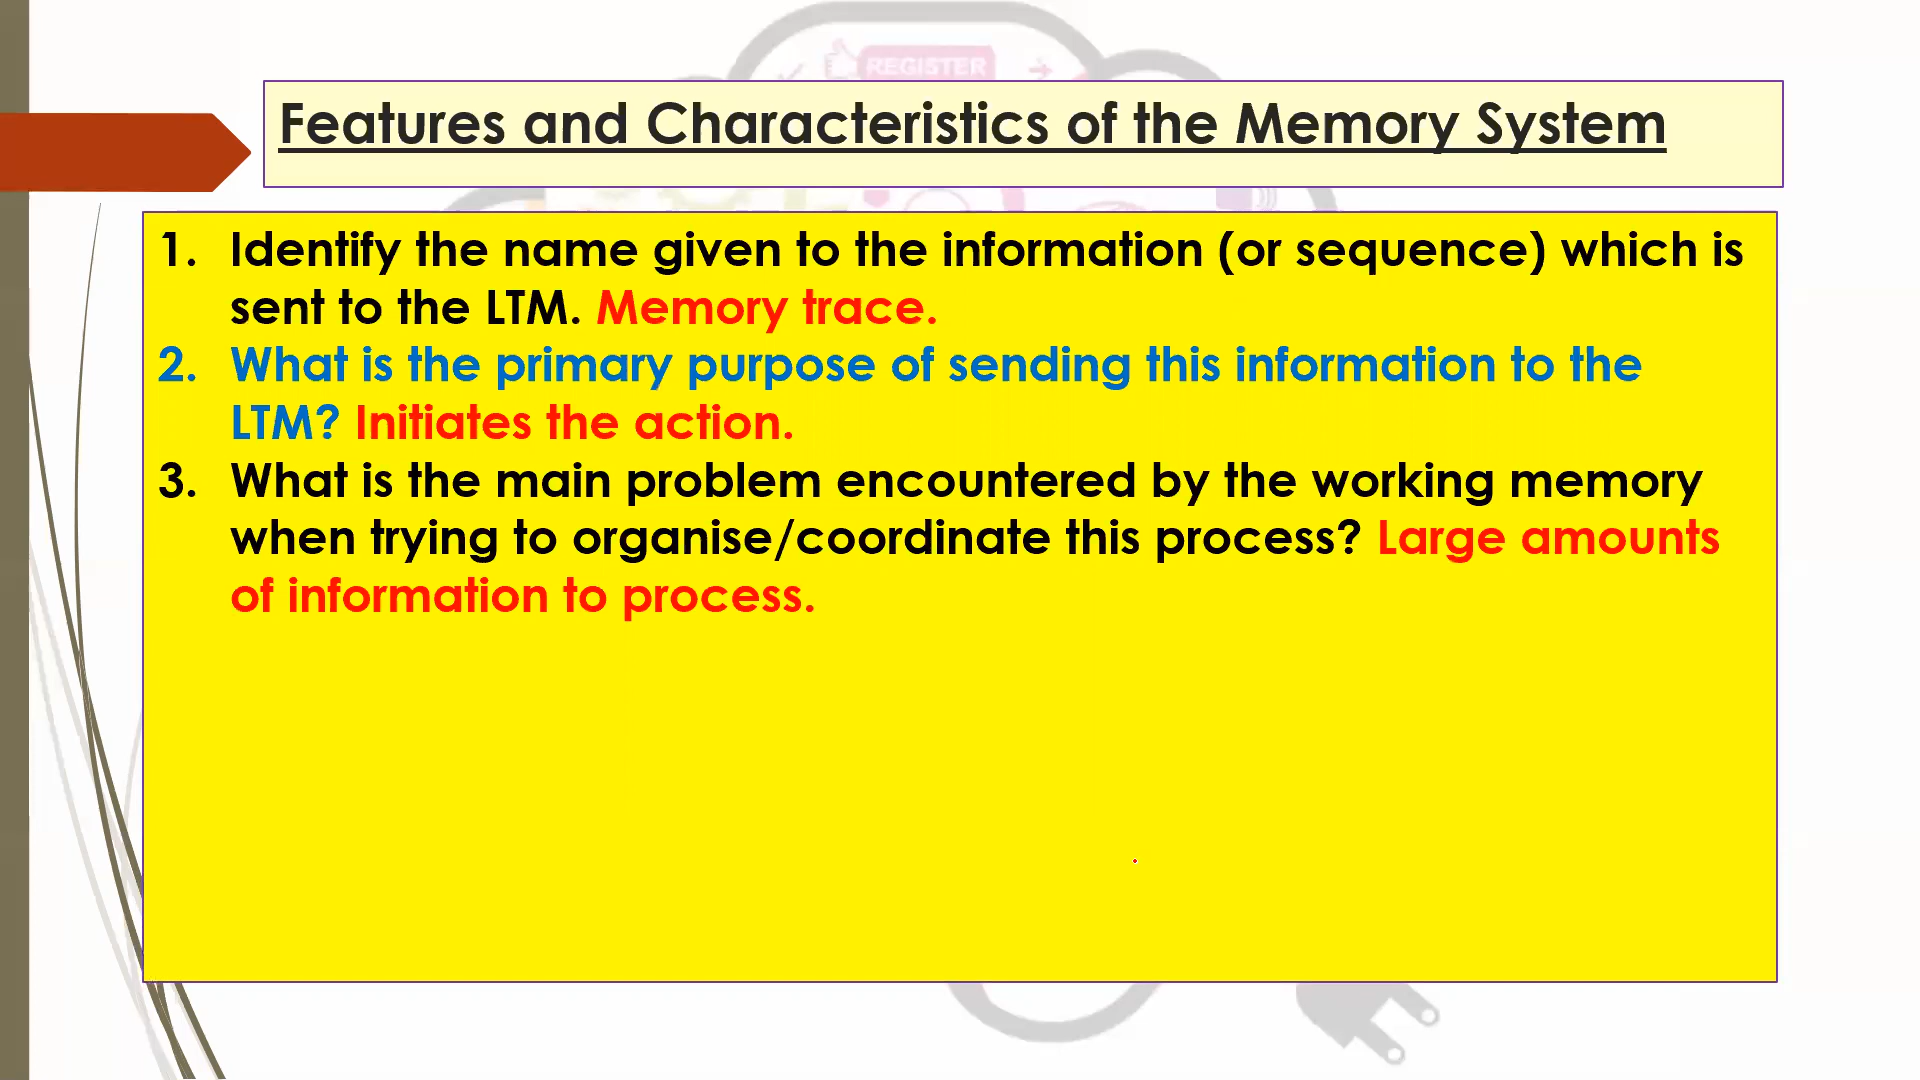 REGISTER
Features and Characteristics of the Memory System
1. Identify the name given to the information (or sequence) which is
sent to the LTM. Memory trace.
2. What is the primary purpose of sending this information to the
LTM? Initiates the action.
3. What is the main problem encountered by the working memory
when trying to organise/coordinate this process? Large amounts
of information to process.